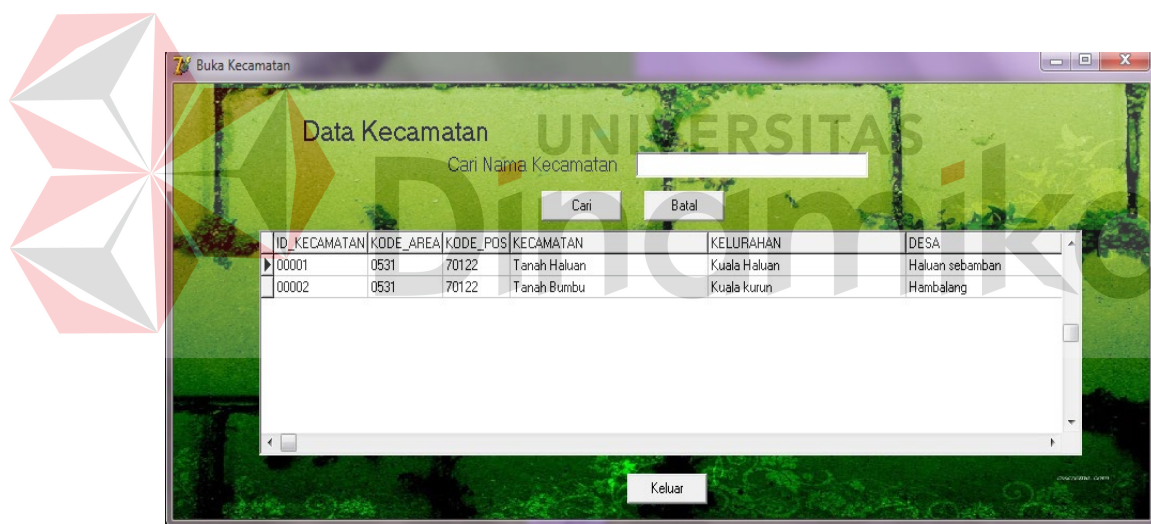 Buka Kecamatan
Data Kecamatan
UNIVERSITAS
Dinamika
Cari Nama Kecamatan
Cari Batal
ID_KECAMATAN KODE_AREA KODE_POS KECAMATAN KELURAHAN DESA
00001 0531 70122 Tanah Haluan Kuala Haluan Haluan sebamban
00002 0531 70122 Tanah Bumbu Kuala kurun Hambalang
Keluar